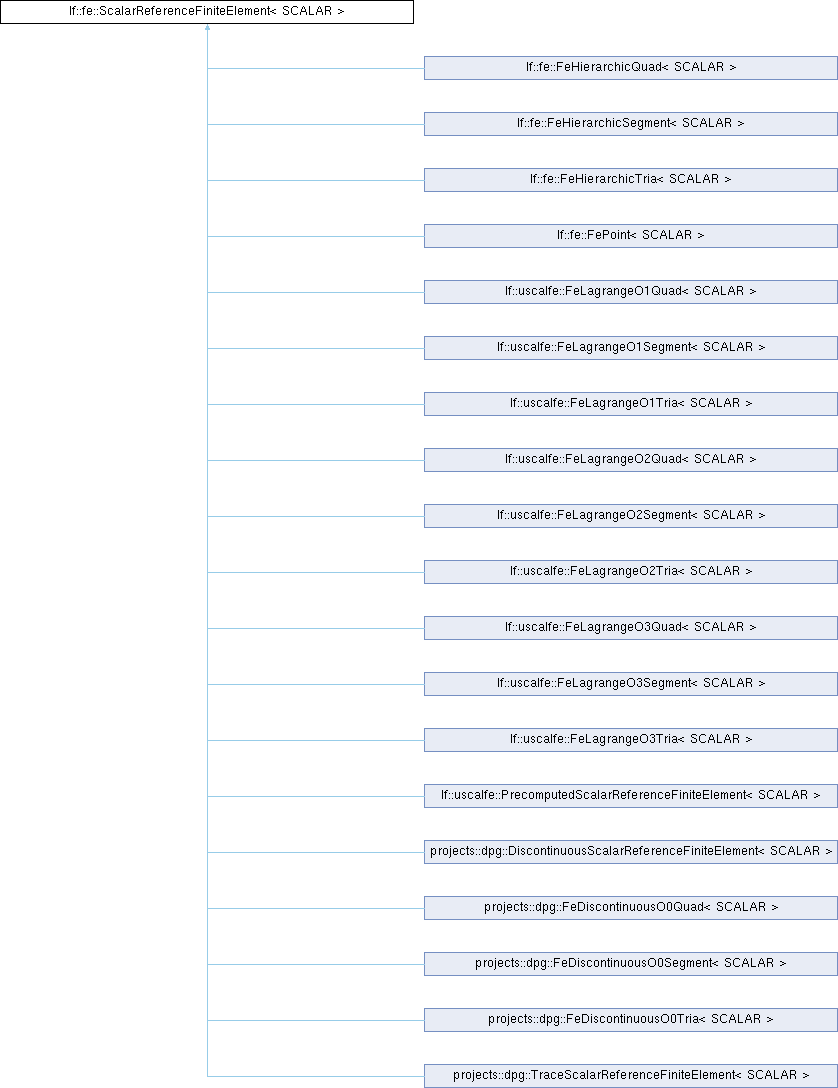 lf::fe::ScalarReferenceFiniteElement< SCALAR >
lf::fe::FeHierarchicQuad< SCALAR >
lf::fe::FeHierarchicSegment< SCALAR >
lf::fe::FeHierarchicTria< SCALAR >
lf::fe::FePoint< SCALAR >
lf::uscalfe::FeLagrangeO1Quad< SCALAR >
lf::uscalfe::FeLagrangeO1Segment< SCALAR >
lf::uscalfe::FeLagrangeO1Tria< SCALAR >
lf::uscalfe::FeLagrangeO2Quad< SCALAR >
lf::uscalfe::FeLagrangeO2Segment< SCALAR >
lf::uscalfe::FeLagrangeO2Tria< SCALAR >
lf::uscalfe::FeLagrangeO3Quad< SCALAR >
lf::uscalfe::FeLagrangeO3Segment< SCALAR >
lf::uscalfe::FeLagrangeO3Tria< SCALAR >
lf::uscalfe::PrecomputedScalarReferenceFiniteElement< SCALAR >
projects::dpg::DiscontinuousScalarReferenceFiniteElement< SCALAR >
projects::dpg::FeDiscontinuousO0Quad< SCALAR >
projects::dpg::FeDiscontinuousO0Segment< SCALAR >
projects::dpg::FeDiscontinuousO0Tria< SCALAR >
projects::dpg::TraceScalarReferenceFiniteElement< SCALAR >